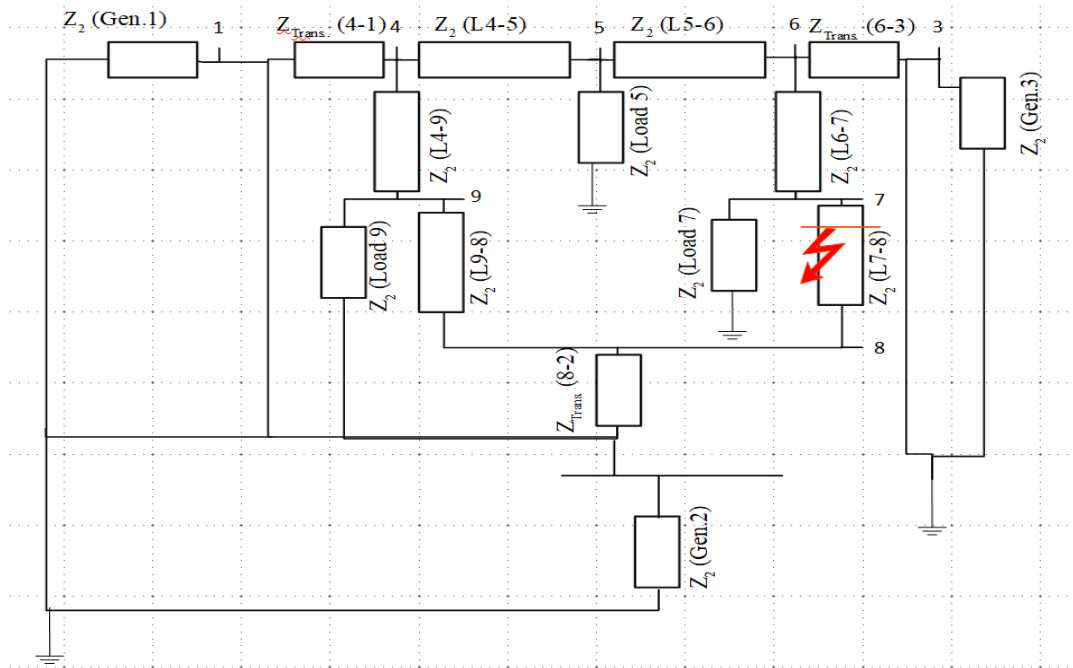 Z2 (Gen.1)
1
ZTrans. (4-1)
4
Z2 (L4-5)
5
Z2 (L5-6)
6
ZTrans. (6-3)
3
Z2 (L4-9)
Z2 (Load 5)
Z2 (L6-7)
Z2 (Gen.3)
9
7
Z2 (Load 9)
Z2 (L9-8)
Z2 (Load 7)
Z2 (L7-8)
8
ZTrans. (8-2)
Z2 (Gen.2)